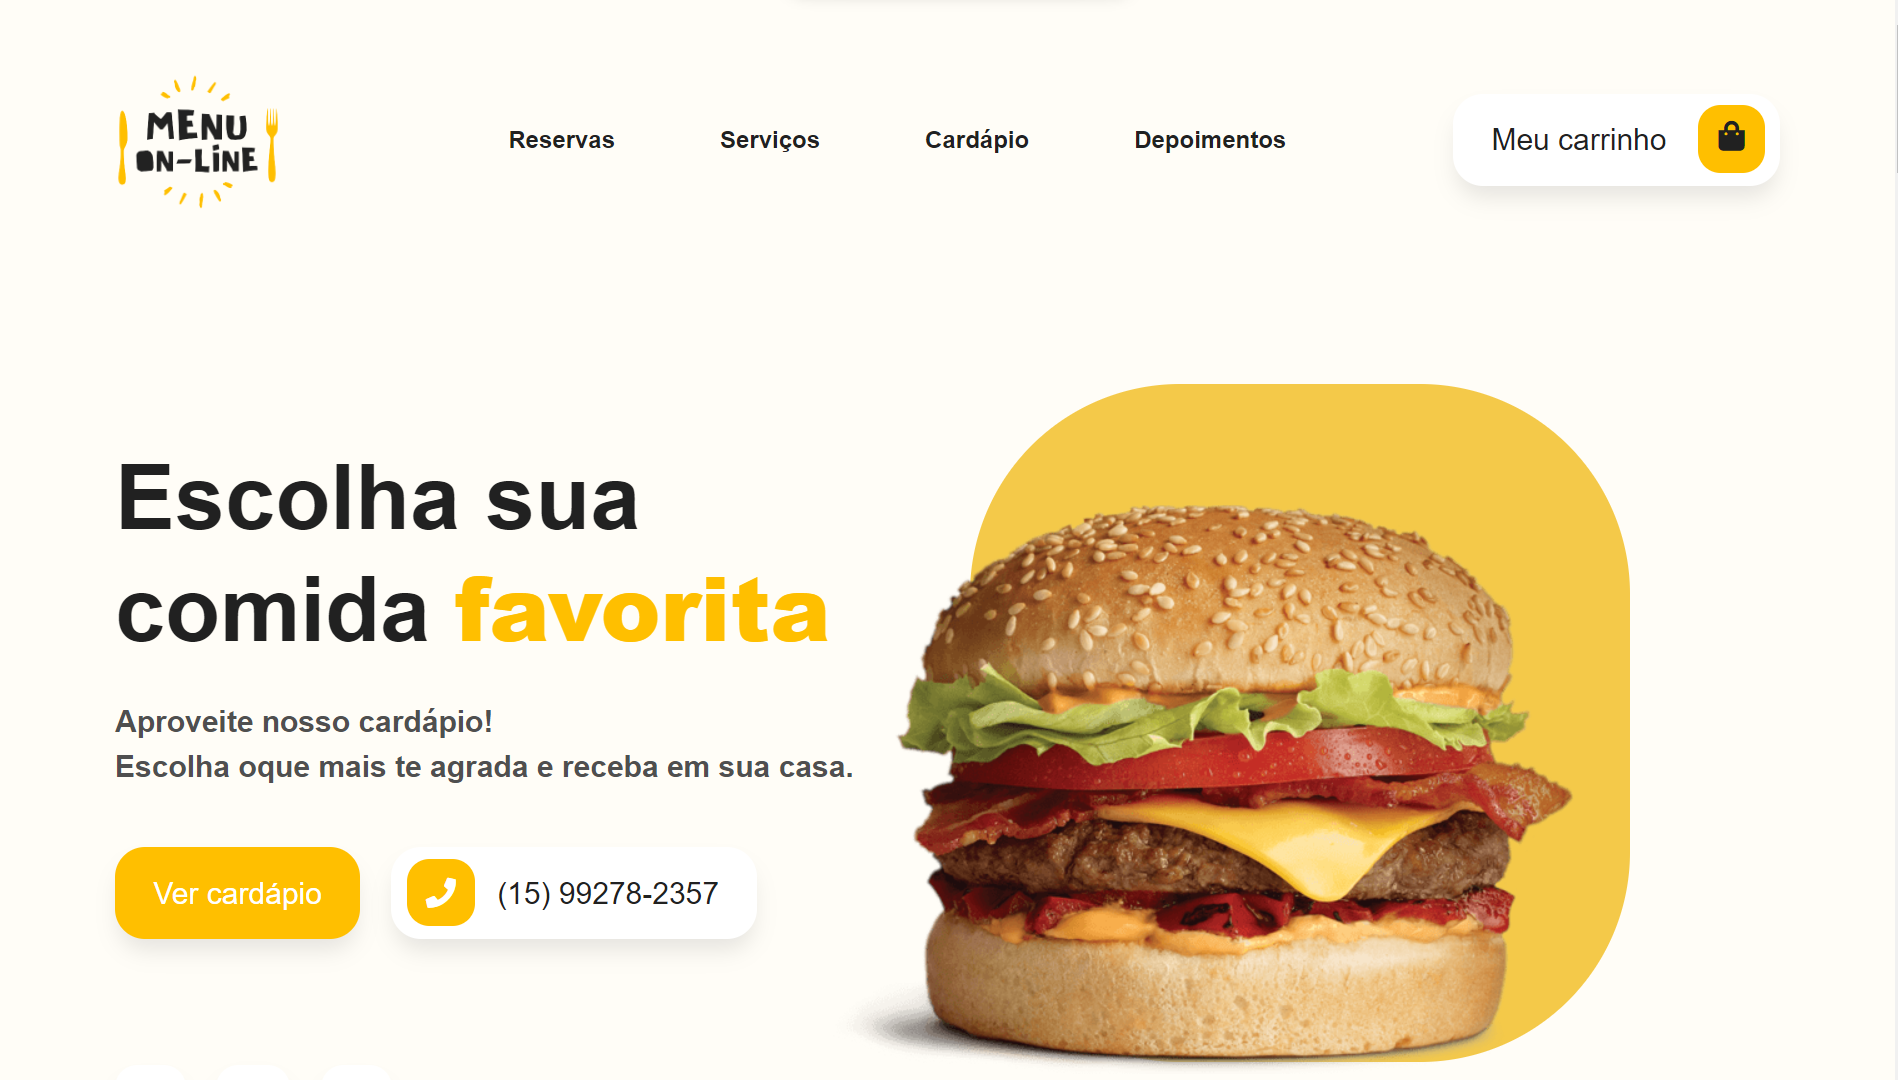 MENU
ON-LINE
Reservas
Serviços
Cardápio
Depoimentos
Meu carrinho
Escolha sua
comida favorita
Aproveite nosso cardápio!
Escolha oque mais te agrada e receba em sua casa.
Ver cardápio
(15) 99278-2357